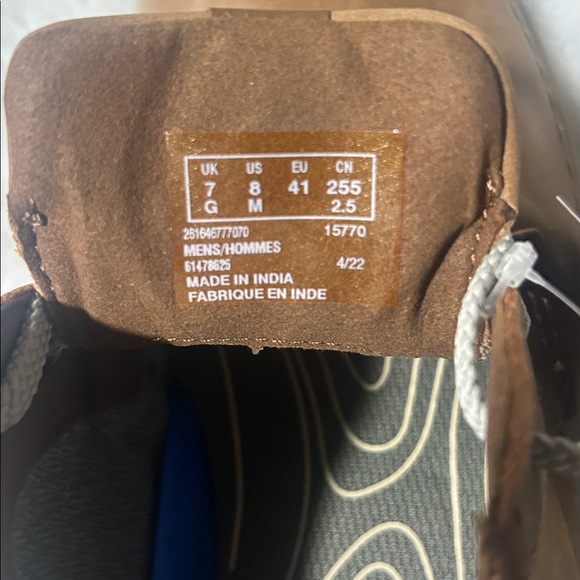 UK US EU CN
7 8 41 255
G M 2.5
261646777070 15770
MENS/HOMMES
61478625 4/22
MADE IN INDIA
FABRIQUE EN INDE